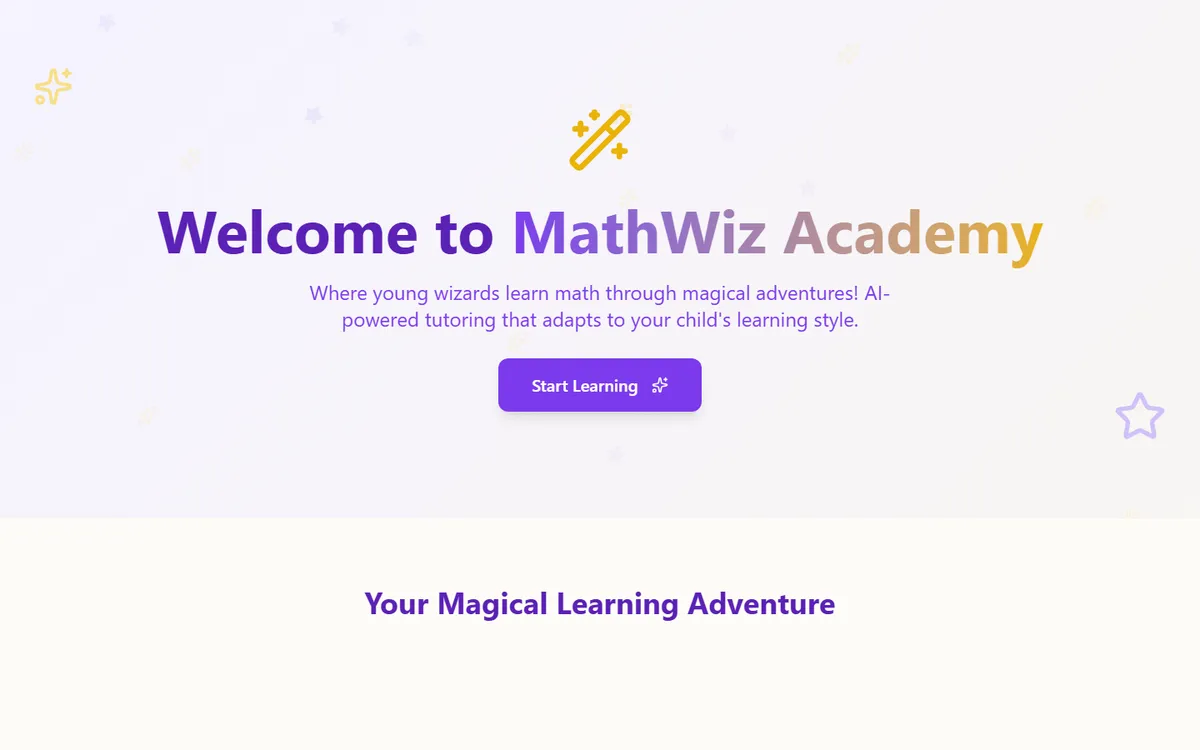 Welcome to MathWiz Academy
Where young wizards learn math through magical adventures! AI-
powered tutoring that adapts to your child's learning style.
Start Learning
Your Magical Learning Adventure